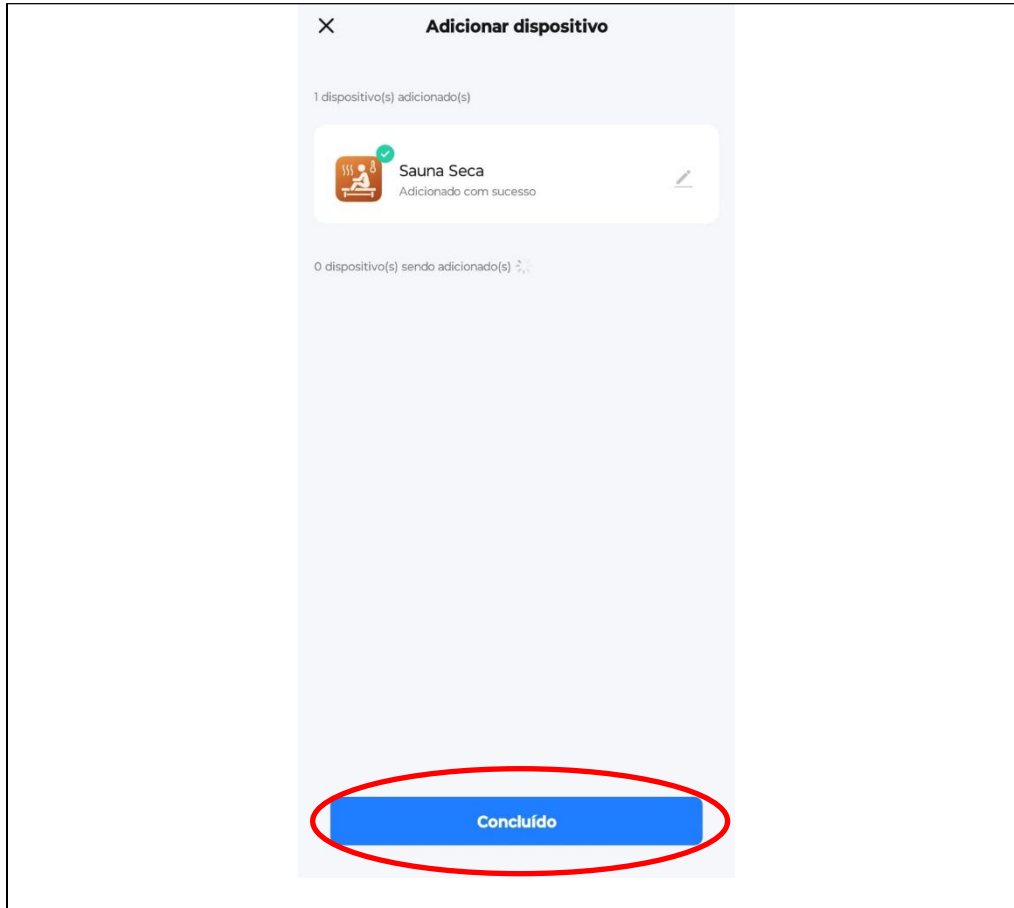 Adicionar dispositivo
1 dispositivo(s) adicionado(s)
Sauna Seca
Adicionado com sucesso
0 dispositivo(s) sendo adicionado(s)
Concluído